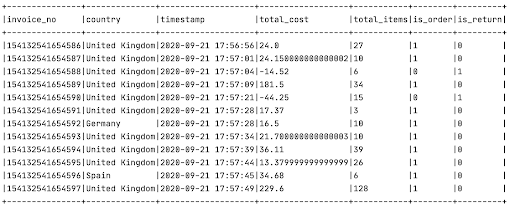 +---------------+--------------+-------------------+------------------+-----------+--------+---------+
|invoice_no     |country       |timestamp          |total_cost        |total_items|is_order|is_return|
+---------------+--------------+-------------------+------------------+-----------+--------+---------+
|154132541654586|United Kingdom|2020-09-21 17:56:56|24.0              |27         |1       |0        |
|154132541654587|United Kingdom|2020-09-21 17:57:01|24.150000000000002|10         |1       |0        |
|154132541654588|United Kingdom|2020-09-21 17:57:04|-14.52            |6          |0       |1        |
|154132541654589|United Kingdom|2020-09-21 17:57:09|181.5             |34         |1       |0        |
|154132541654590|United Kingdom|2020-09-21 17:57:21|-44.25            |15         |0       |1        |
|154132541654591|United Kingdom|2020-09-21 17:57:28|17.37             |3          |1       |0        |
|154132541654592|Germany       |2020-09-21 17:57:28|16.5              |10         |1       |0        |
|154132541654593|United Kingdom|2020-09-21 17:57:34|21.700000000000003|10         |1       |0        |
|154132541654594|United Kingdom|2020-09-21 17:57:39|36.11             |39         |1       |0        |
|154132541654595|United Kingdom|2020-09-21 17:57:44|13.379999999999999|26         |1       |0        |
|154132541654596|Spain         |2020-09-21 17:57:45|34.68             |6          |1       |0        |
|154132541654597|United Kingdom|2020-09-21 17:57:49|229.6             |128        |1       |0        |
+---------------+--------------+-------------------+------------------+-----------+--------+---------+